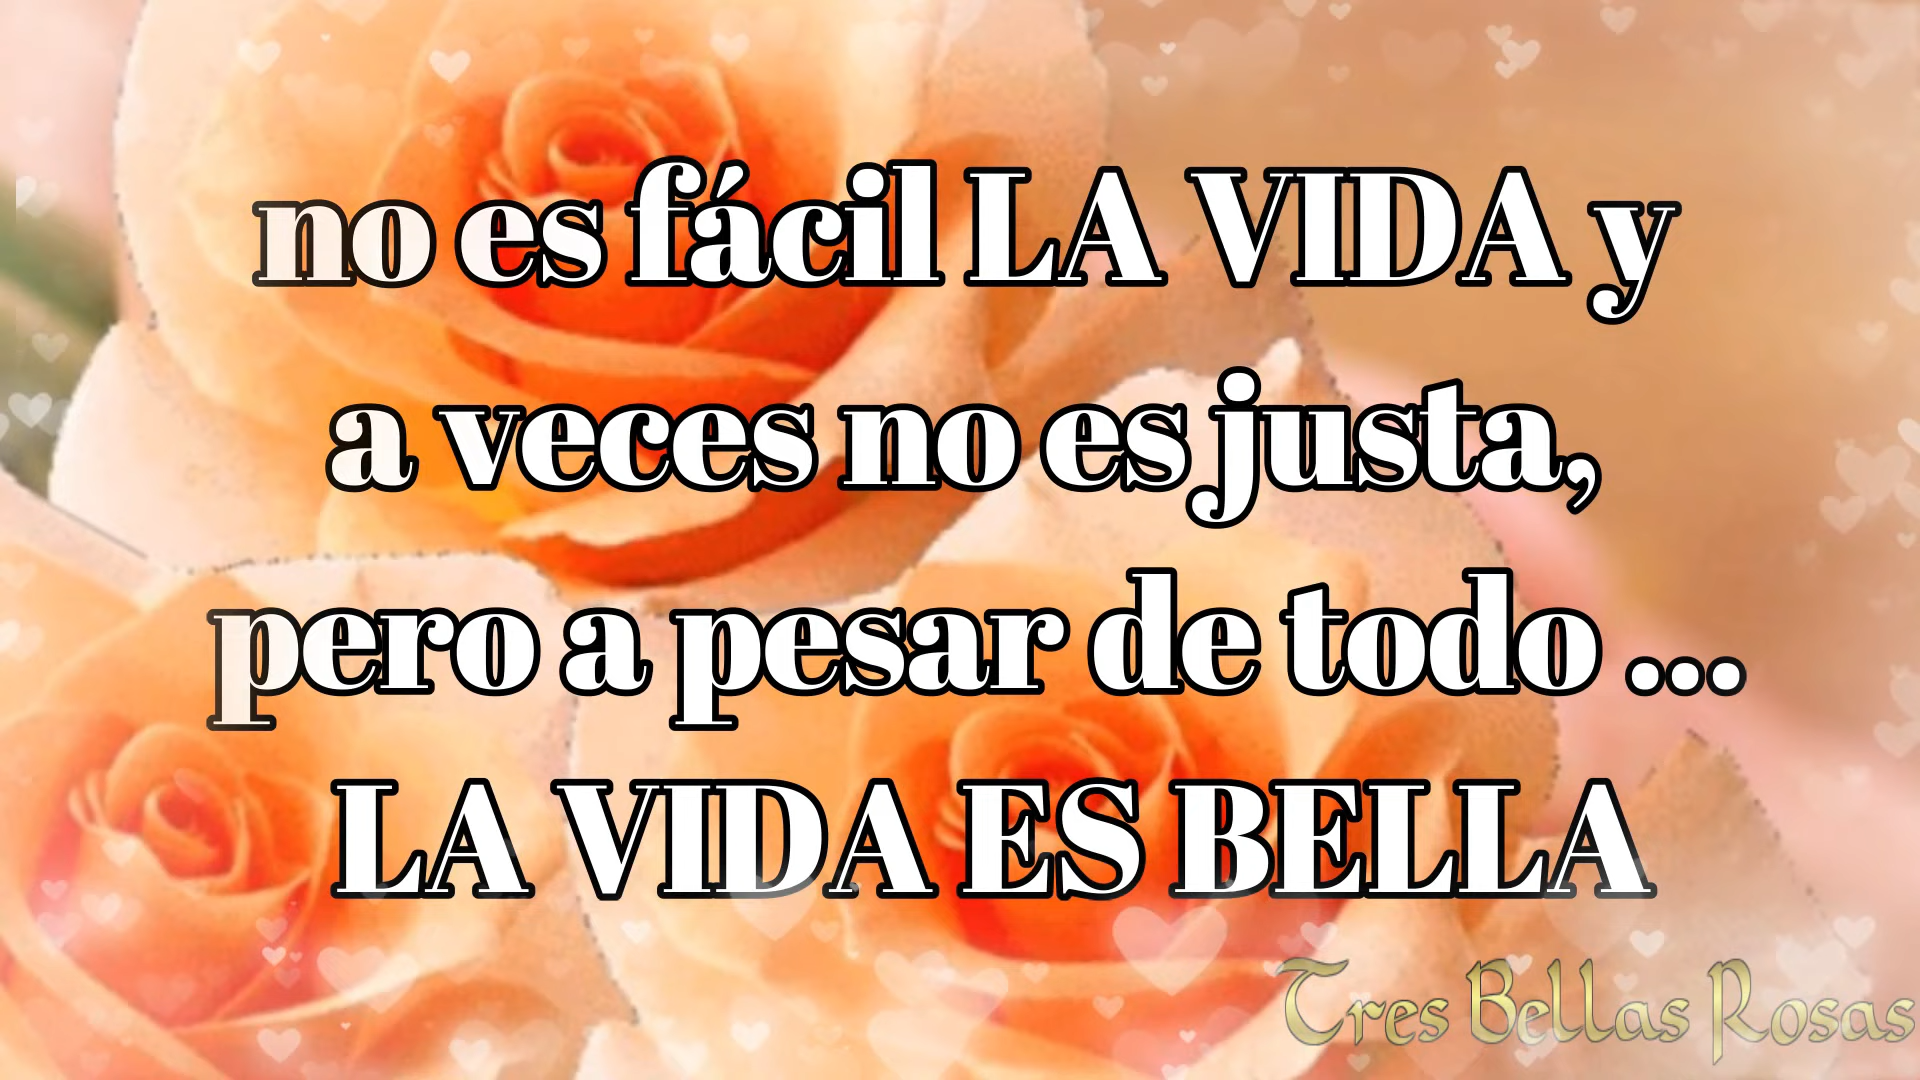 no es fácil LA VIDA y
a veces no es justa,
pero a pesar de todo ...
LA VIDA ES BELLA
Tres Bellas Rosas